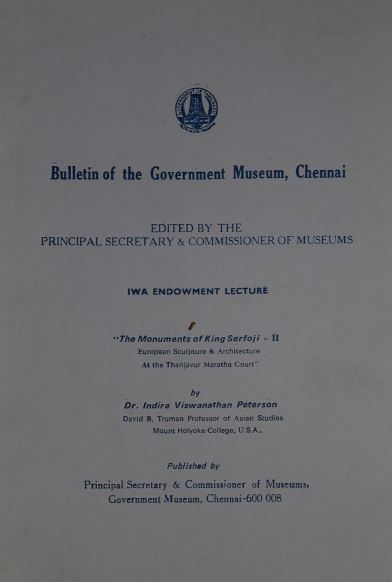 Bulletin of the Government Museum, Chennai
EDITED BY THE
PRINCIPAL SECRETARY & COMMISSIONER OF MUSEUMS
IWA ENDOWMENT LECTURE
"The Monuments of King Serfoji - II
European Sculpture & Architecture
At the Thanjavur Maratha Court"
by
Dr. Indira Viswanathan Peterson
David B. Truman Professor of Asian Studies
Mount Holyoke College, U.S.A.,
Published by
Principal Secretary & Commissioner of Museums,
Government Museum, Chennai-600 008